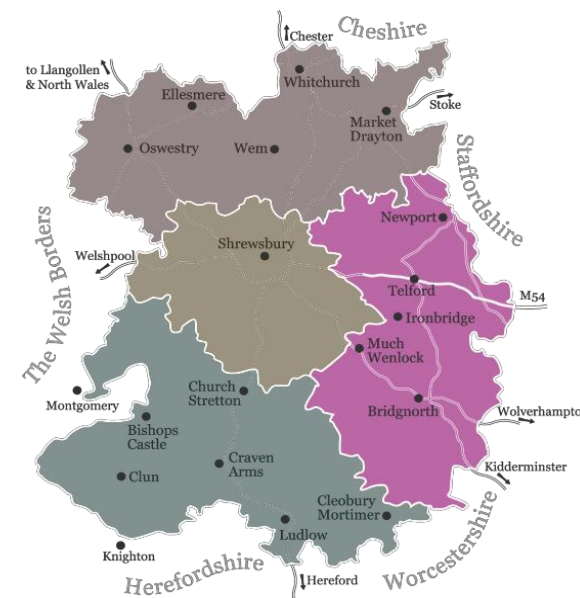 Cheshire
Chester
to Llangollen
& North Wales
Whitchurch
Ellesmere
Stoke
Market
Drayton
Oswestry
Wem
Staffordshire
Newport
Shrewsbury
Welshpool
The Welsh Borders
Telford
M54
Ironbridge
Much
Wenlock
Church
Stretton
Montgomery
Bridgnorth
Wolverhampto
Bishops
Castle
Craven
Arms
Clun
Kidderminster
Cleobury
Mortimer
Ludlow
Knighton
Herefordshire
Hereford
Worcestershire